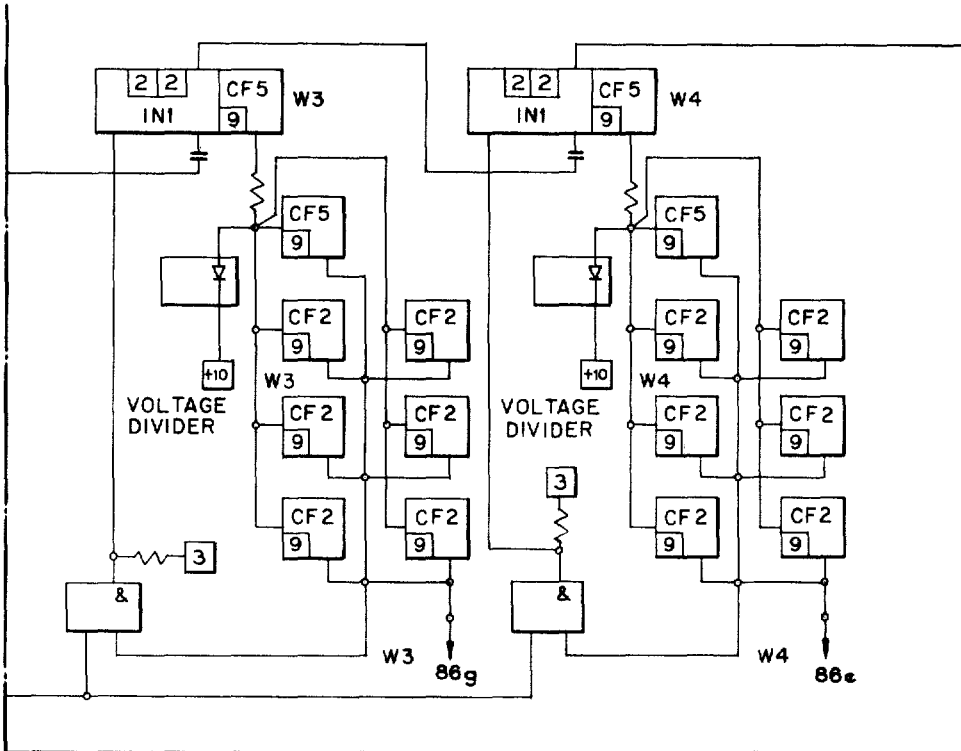 2 2 CF5 W3
IN1 9
2 2 CF5 W4
IN1 9
CF5
9
CF5
9
CF2 CF2
9 9
CF2 CF2
9 9
+10 W3
+10 W4
VOLTAGE
DIVIDER
VOLTAGE
DIVIDER
CF2 CF2
9 9
CF2 CF2
9 9
3
CF2 CF2
9 9
CF2 CF2
9 9
3
&
&
W3
86g
W4
86e